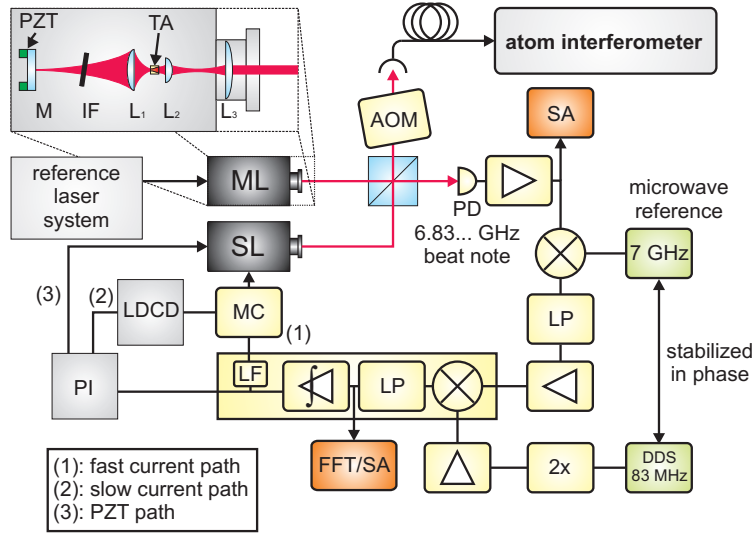 PZT
TA
M
IF
L1
L2
L3
atom interferometer
AOM
SA
reference
laser
system
ML
PD
6.83... GHz
beat note
microwave
reference
7 GHz
SL
(3)
(2)
LDCD
MC
(1)
LP
stabilized
in phase
PI
LF
∫
LP
FFT/SA
2x
DDS
83 MHz
(1): fast current path
(2): slow current path
(3): PZT path